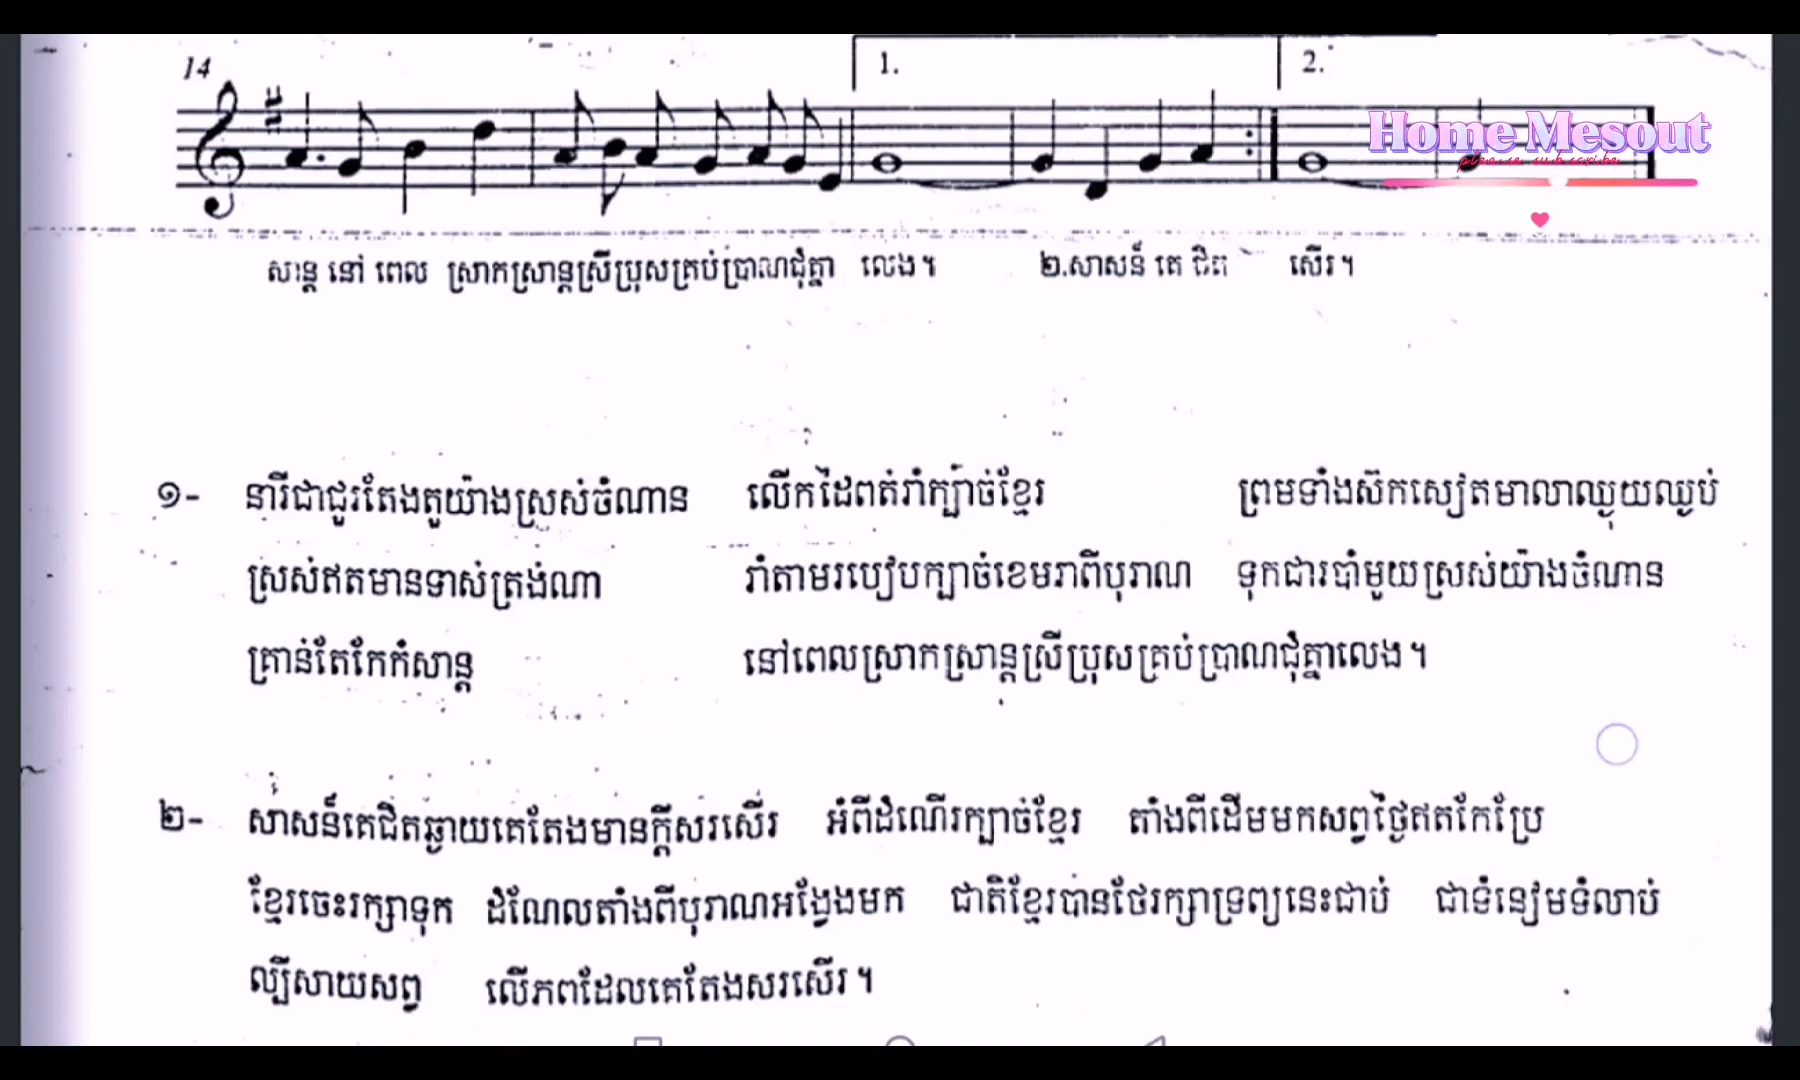 14
1.
2.
Home Mesout
please subscribe
សាន្ត នៅ ពេល ស្រាកស្រាន្តស្រីប្រុសគ្រប់ប្រាណជុំគ្នា លេង។ ២.សាសន៍ គេ ជិត សើរ។
១- នារីជាជួរតែងតួយ៉ាងស្រស់ចំណាន លើកដៃពត់រាំក្បាច់ខ្មែរ ព្រមទាំងស៊កសៀតមាលាឈ្ងុយឈ្ងប់
ស្រស់ឥតមានទាស់ត្រង់ណា រាំតាមរបៀបក្បាច់ខេមរាពីបុរាណ ទុកជារបាំមួយស្រស់យ៉ាងចំណាន
គ្រាន់តែកែកំសាន្ត នៅពេលស្រាកស្រាន្តស្រីប្រុសគ្រប់ប្រាណជុំគ្នាលេង។
២- សាសន៍គេជិតឆ្ងាយគេតែងមានក្តីសរសើរ អំពីដំណើរក្បាច់ខ្មែរ តាំងពីដើមមកសព្វថ្ងៃឥតកែប្រែ
ខ្មែរចេះរក្សាទុក ដំណែលតាំងពីបុរាណអង្វែងមក ជាតិខ្មែរបានថែរក្សាទ្រព្យនេះជាប់ ជាទំនៀមទំលាប់
ល្បីសាយសព្វ លើភពដែលគេតែងសរសើរ។